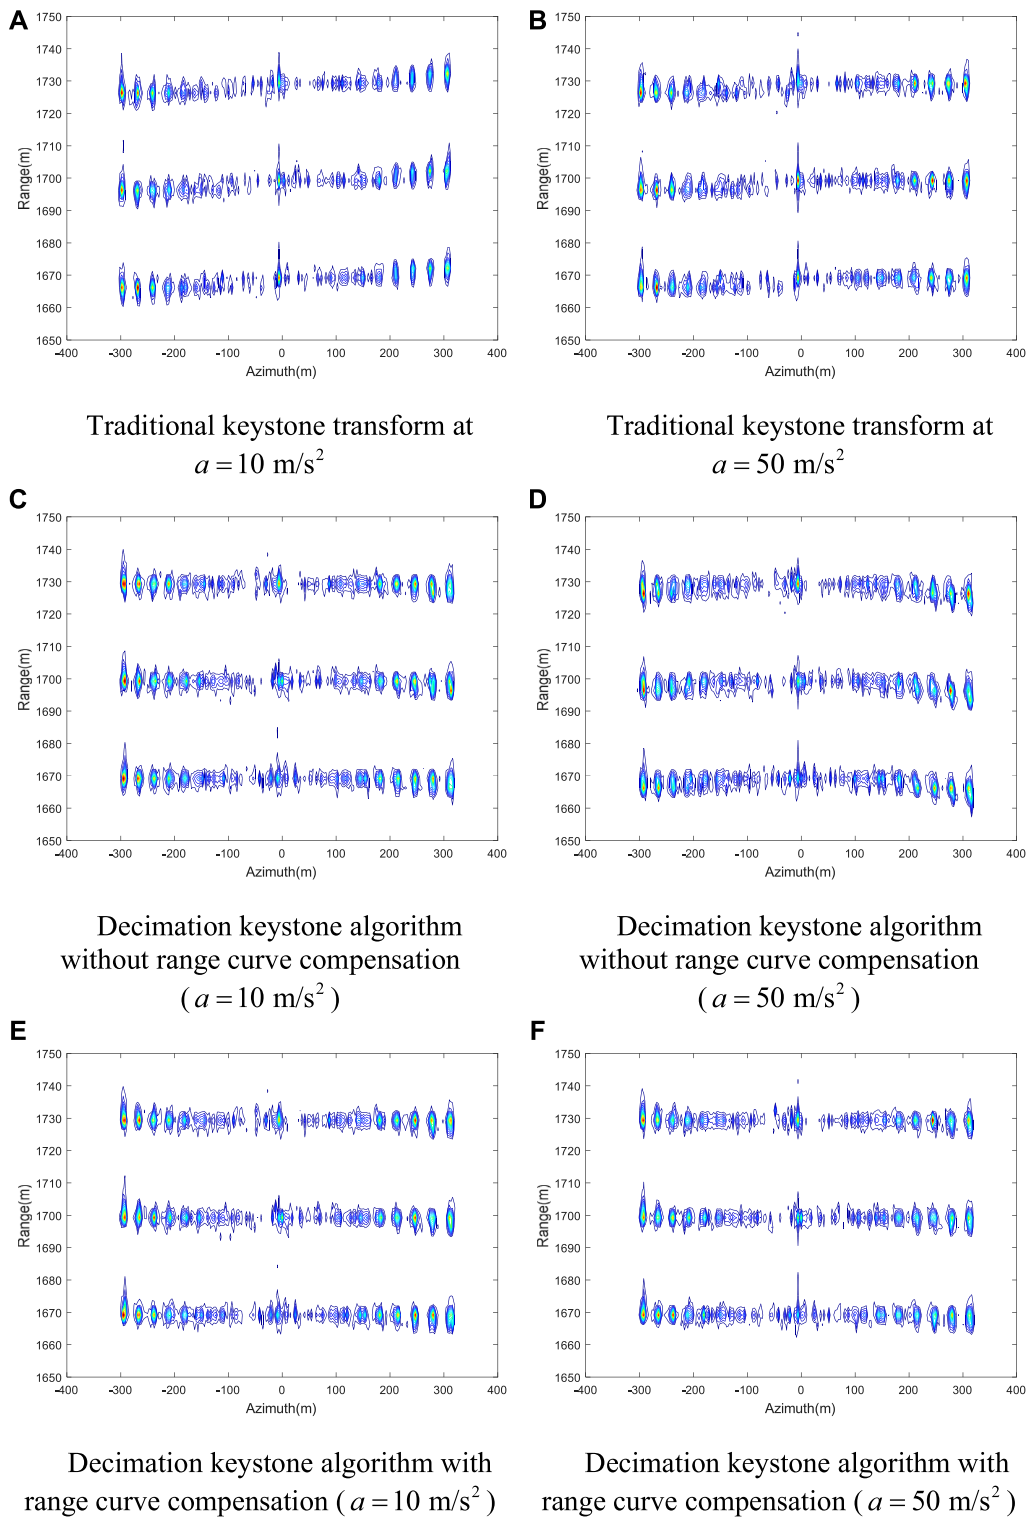 A
1750
1740
1730
1720
1710
1700
1690
1680
1670
1660
1650
Range(m)
-400 -300 -200 -100 0 100 200 300 400
Azimuth(m)
Traditional keystone transform at
a = 10 m/s²
B
1750
1740
1730
1720
1710
1700
1690
1680
1670
1660
1650
Range(m)
-400 -300 -200 -100 0 100 200 300 400
Azimuth(m)
Traditional keystone transform at
a = 50 m/s²
C
1750
1740
1730
1720
1710
1700
1690
1680
1670
1660
1650
Range(m)
-400 -300 -200 -100 0 100 200 300 400
Azimuth(m)
Decimation keystone algorithm
without range curve compensation
( a = 10 m/s² )
D
1750
1740
1730
1720
1710
1700
1690
1680
1670
1660
1650
Range(m)
-400 -300 -200 -100 0 100 200 300 400
Azimuth(m)
Decimation keystone algorithm
without range curve compensation
( a = 50 m/s² )
E
1750
1740
1730
1720
1710
1700
1690
1680
1670
1660
1650
Range(m)
-400 -300 -200 -100 0 100 200 300 400
Azimuth(m)
Decimation keystone algorithm with
range curve compensation ( a = 10 m/s² )
F
1750
1740
1730
1720
1710
1700
1690
1680
1670
1660
1650
Range(m)
-400 -300 -200 -100 0 100 200 300 400
Azimuth(m)
Decimation keystone algorithm with
range curve compensation ( a = 50 m/s² )